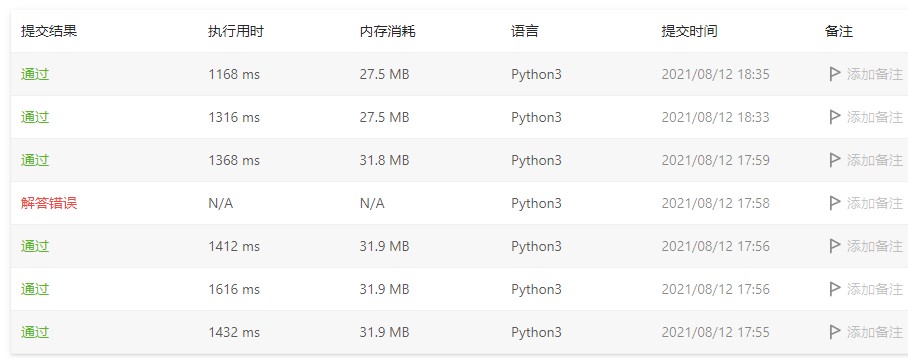 提交结果 执行用时 内存消耗 语言 提交时间 备注
通过 1168 ms 27.5 MB Python3 2021/08/12 18:35 添加备注
通过 1316 ms 27.5 MB Python3 2021/08/12 18:33 添加备注
通过 1368 ms 31.8 MB Python3 2021/08/12 17:59 添加备注
解答错误 N/A N/A Python3 2021/08/12 17:58 添加备注
通过 1412 ms 31.9 MB Python3 2021/08/12 17:56 添加备注
通过 1616 ms 31.9 MB Python3 2021/08/12 17:56 添加备注
通过 1432 ms 31.9 MB Python3 2021/08/12 17:55 添加备注